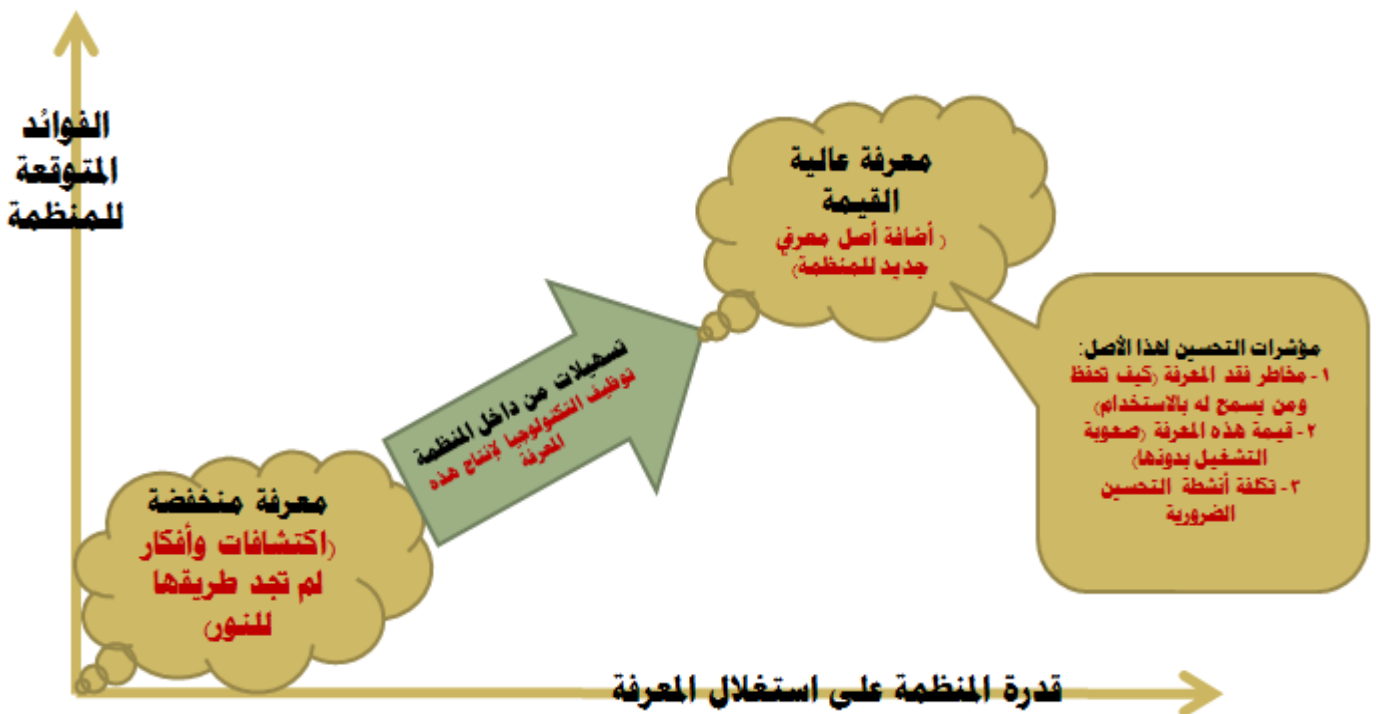 الفوائد
المتوقعة
للمنظمة
معرفة عالية
القيمة
(أضافة أصل معرفي
جديد للمنظمة)
مؤشرات التحسين لهذا الأصل:
١- مخاطر فقد المعرفة (كيف تحفظ
ومن يسمح له بالاستخدام)
٢- قيمة هذه المعرفة (صعوبة
التشغيل بدونها)
٣- تكلفة أنشطة التحسين
الضرورية
تسهيلات من داخل المنظمة
توظيف التكنولوجيا لإنتاج هذه
المعرفة
معرفة منخفضة
(اكتشافات وأفكار
لم تجد طريقها
للنور)
قدرة المنظمة على استغلال المعرفة